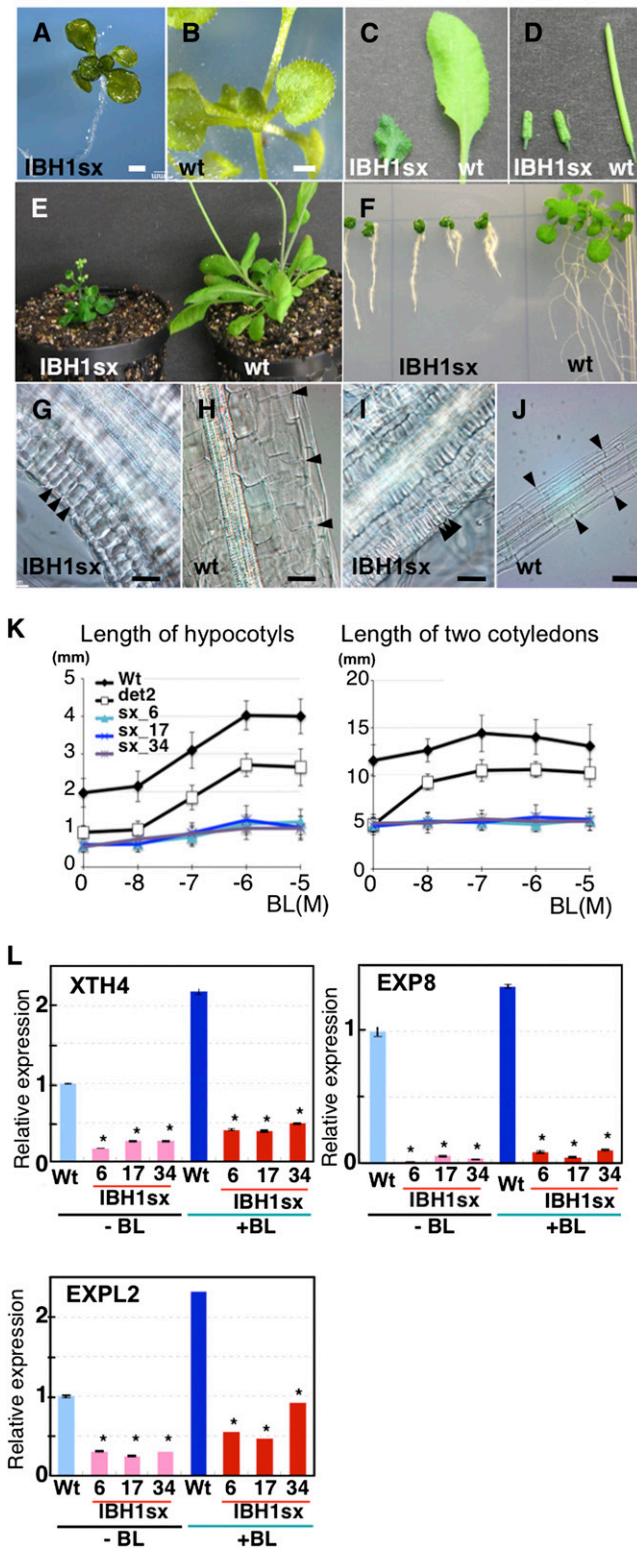 A
B
C
D
IBH1sx
wt
IBH1sx
wt
IBH1sx
wt
E
F
IBH1sx
wt
IBH1sx
wt
G
H
I
J
IBH1sx
wt
IBH1sx
wt
K
Length of hypocotyls
Length of two cotyledons
(mm)
(mm)
5
4
3
2
1
0
Wt
det2
sx_6
sx_17
sx_34
20
15
10
5
0
0 -8 -7 -6 -5
BL(M)
0 -8 -7 -6 -5
BL(M)
L
XTH4
Relative expression
2
1
0
* * * * * *
Wt 6 17 34 Wt 6 17 34
IBH1sx IBH1sx
- BL +BL
EXP8
Relative expression
1
0
* * * * * *
Wt 6 17 34 Wt 6 17 34
IBH1sx IBH1sx
- BL +BL
EXPL2
Relative expression
2
1
0
* * * * * *
Wt 6 17 34 Wt 6 17 34
IBH1sx IBH1sx
- BL +BL